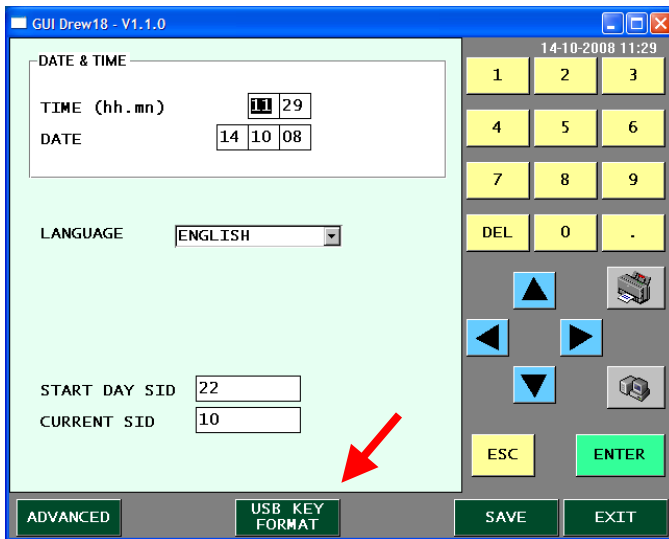 GUI Drew18 - V1.1.0
14-10-2008 11:29
DATE & TIME
TIME (hh.mn) 11 29
DATE 14 10 08
LANGUAGE ENGLISH
START DAY SID 22
CURRENT SID 10
1 2 3
4 5 6
7 8 9
DEL 0 .
ESC ENTER
ADVANCED
USB KEY
FORMAT
SAVE EXIT